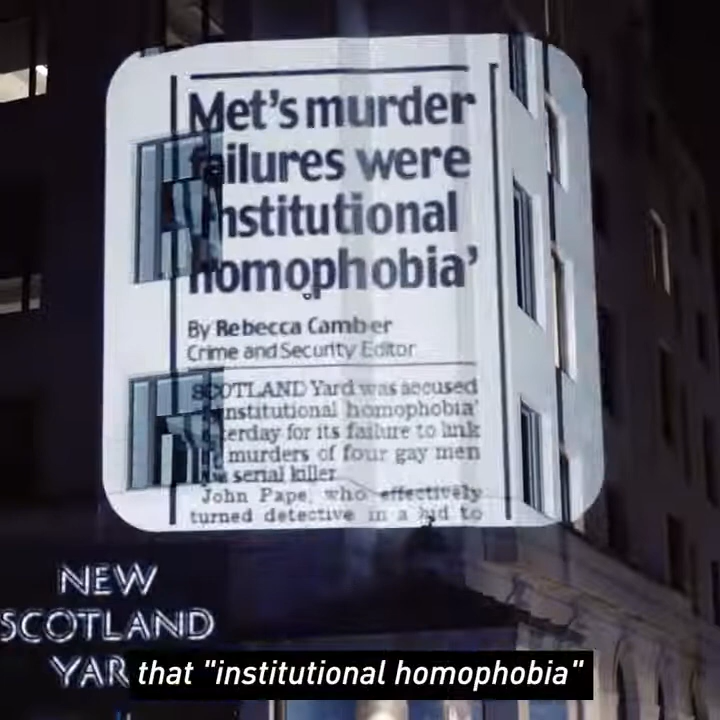 Met's murder
failures were
'institutional
homophobia'
By Rebecca Camber
Crime and Security Editor
SCOTLAND Yard was accused
institutional homophobia'
terday for its failure to link
murders of four gay men
serial killer
John Pape, who effectively
turned detective in a bid to
NEW
SCOTLAND
YAR
that "institutional homophobia"